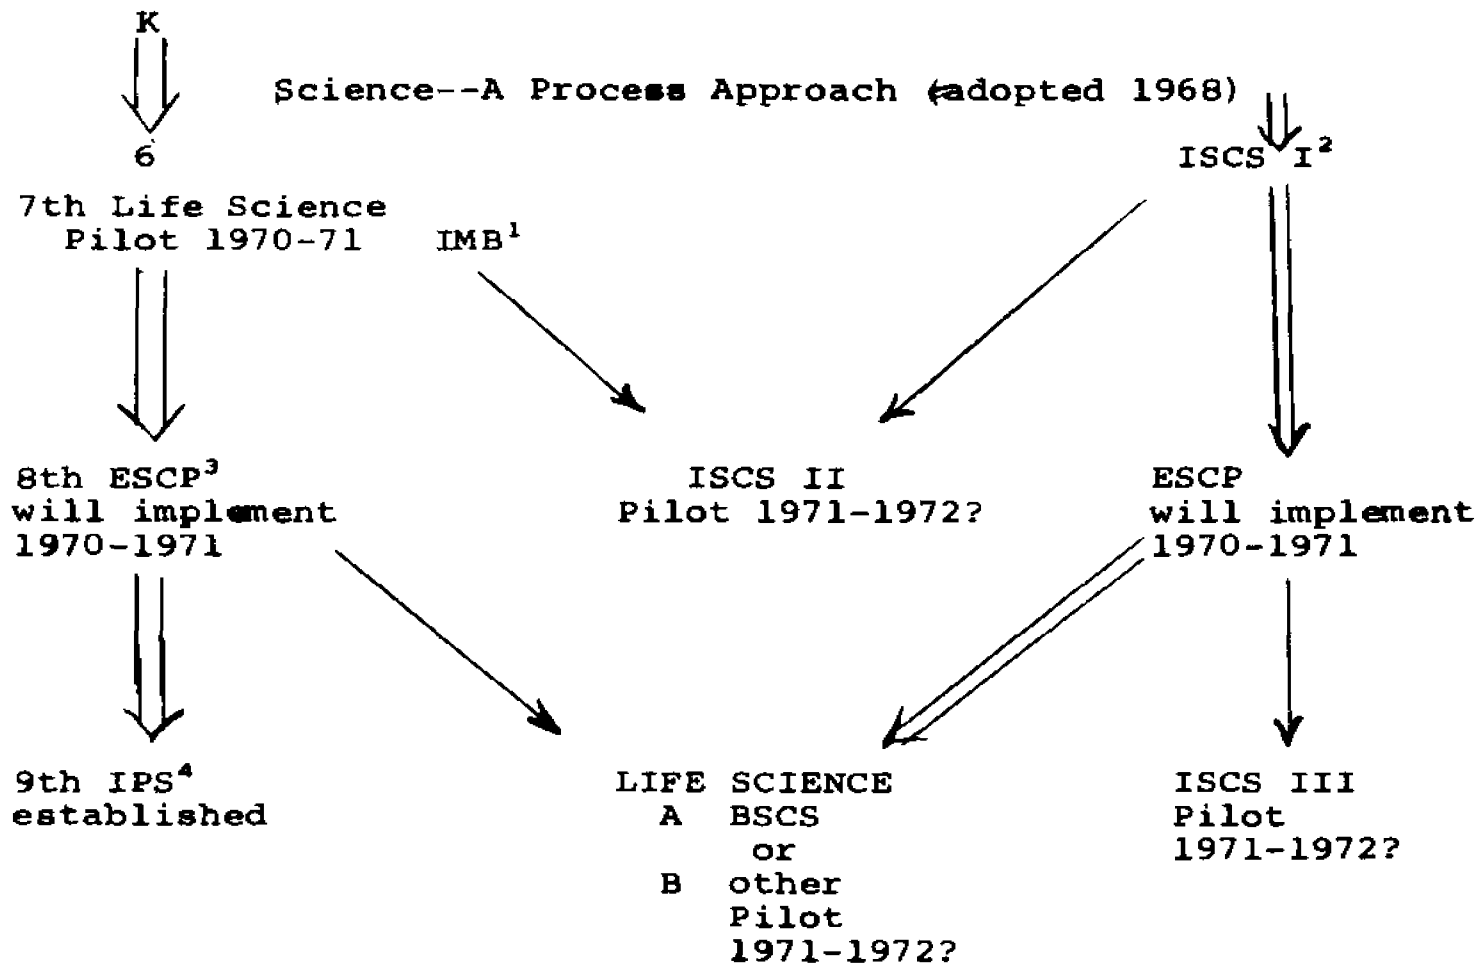 K
Science--A Process Approach (adopted 1968)
6
ISCS I²
7th Life Science
Pilot 1970-71 IMB¹
8th ESCP³
will implement
1970-1971
ISCS II
Pilot 1971-1972?
ESCP
will implement
1970-1971
9th IPS⁴
established
LIFE SCIENCE
A BSCS
or
B other
Pilot
1971-1972?
ISCS III
Pilot
1971-1972?